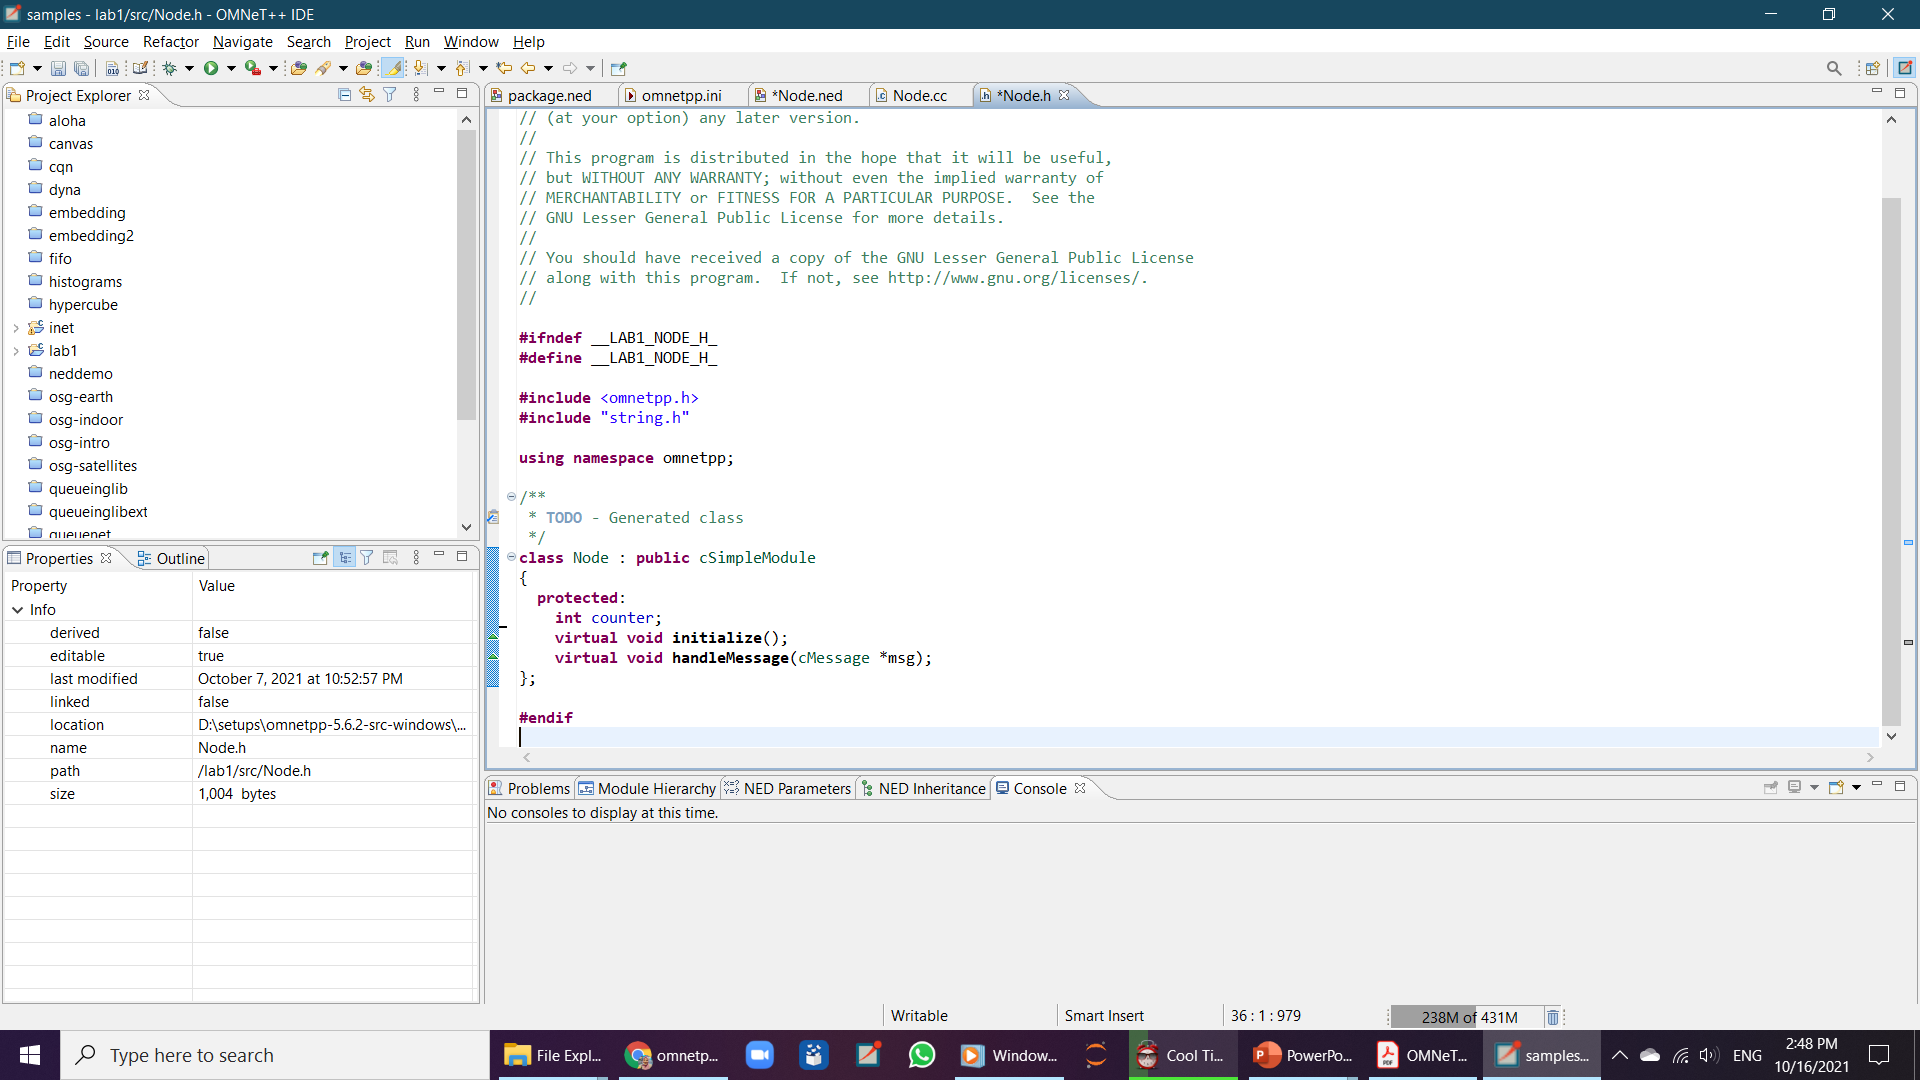 samples - lab1/src/Node.h - OMNeT++ IDE
File Edit Source Refactor Navigate Search Project Run Window Help
Project Explorer
aloha
canvas
cqn
dyna
embedding
embedding2
fifo
histograms
hypercube
inet
lab1
neddemo
osg-earth
osg-indoor
osg-intro
osg-satellites
queueinglib
queueinglibext
queuenet
Properties Outline
Property Value
Info
derived false
editable true
last modified October 7, 2021 at 10:52:57 PM
linked false
location D:\setups\omnetpp-5.6.2-src-windows\...
name Node.h
path /lab1/src/Node.h
size 1,004 bytes
package.ned omnetpp.ini *Node.ned Node.cc *Node.h
// (at your option) any later version.
//
// This program is distributed in the hope that it will be useful,
// but WITHOUT ANY WARRANTY; without even the implied warranty of
// MERCHANTABILITY or FITNESS FOR A PARTICULAR PURPOSE.  See the
// GNU Lesser General Public License for more details.
//
// You should have received a copy of the GNU Lesser General Public License
// along with this program.  If not, see http://www.gnu.org/licenses/.
//
#ifndef __LAB1_NODE_H_
#define __LAB1_NODE_H_
#include <omnetpp.h>
#include "string.h"
using namespace omnetpp;
/**
* TODO - Generated class
*/
class Node : public cSimpleModule
{
protected:
int counter;
virtual void initialize();
virtual void handleMessage(cMessage *msg);
};
#endif
Problems Module Hierarchy NED Parameters NED Inheritance Console
No consoles to display at this time.
Writable Smart Insert 36 : 1 : 979 238M of 431M
Type here to search
File Expl... omnetp... Window... Cool Ti... PowerPo... OMNeT... samples... ENG
2:48 PM
10/16/2021